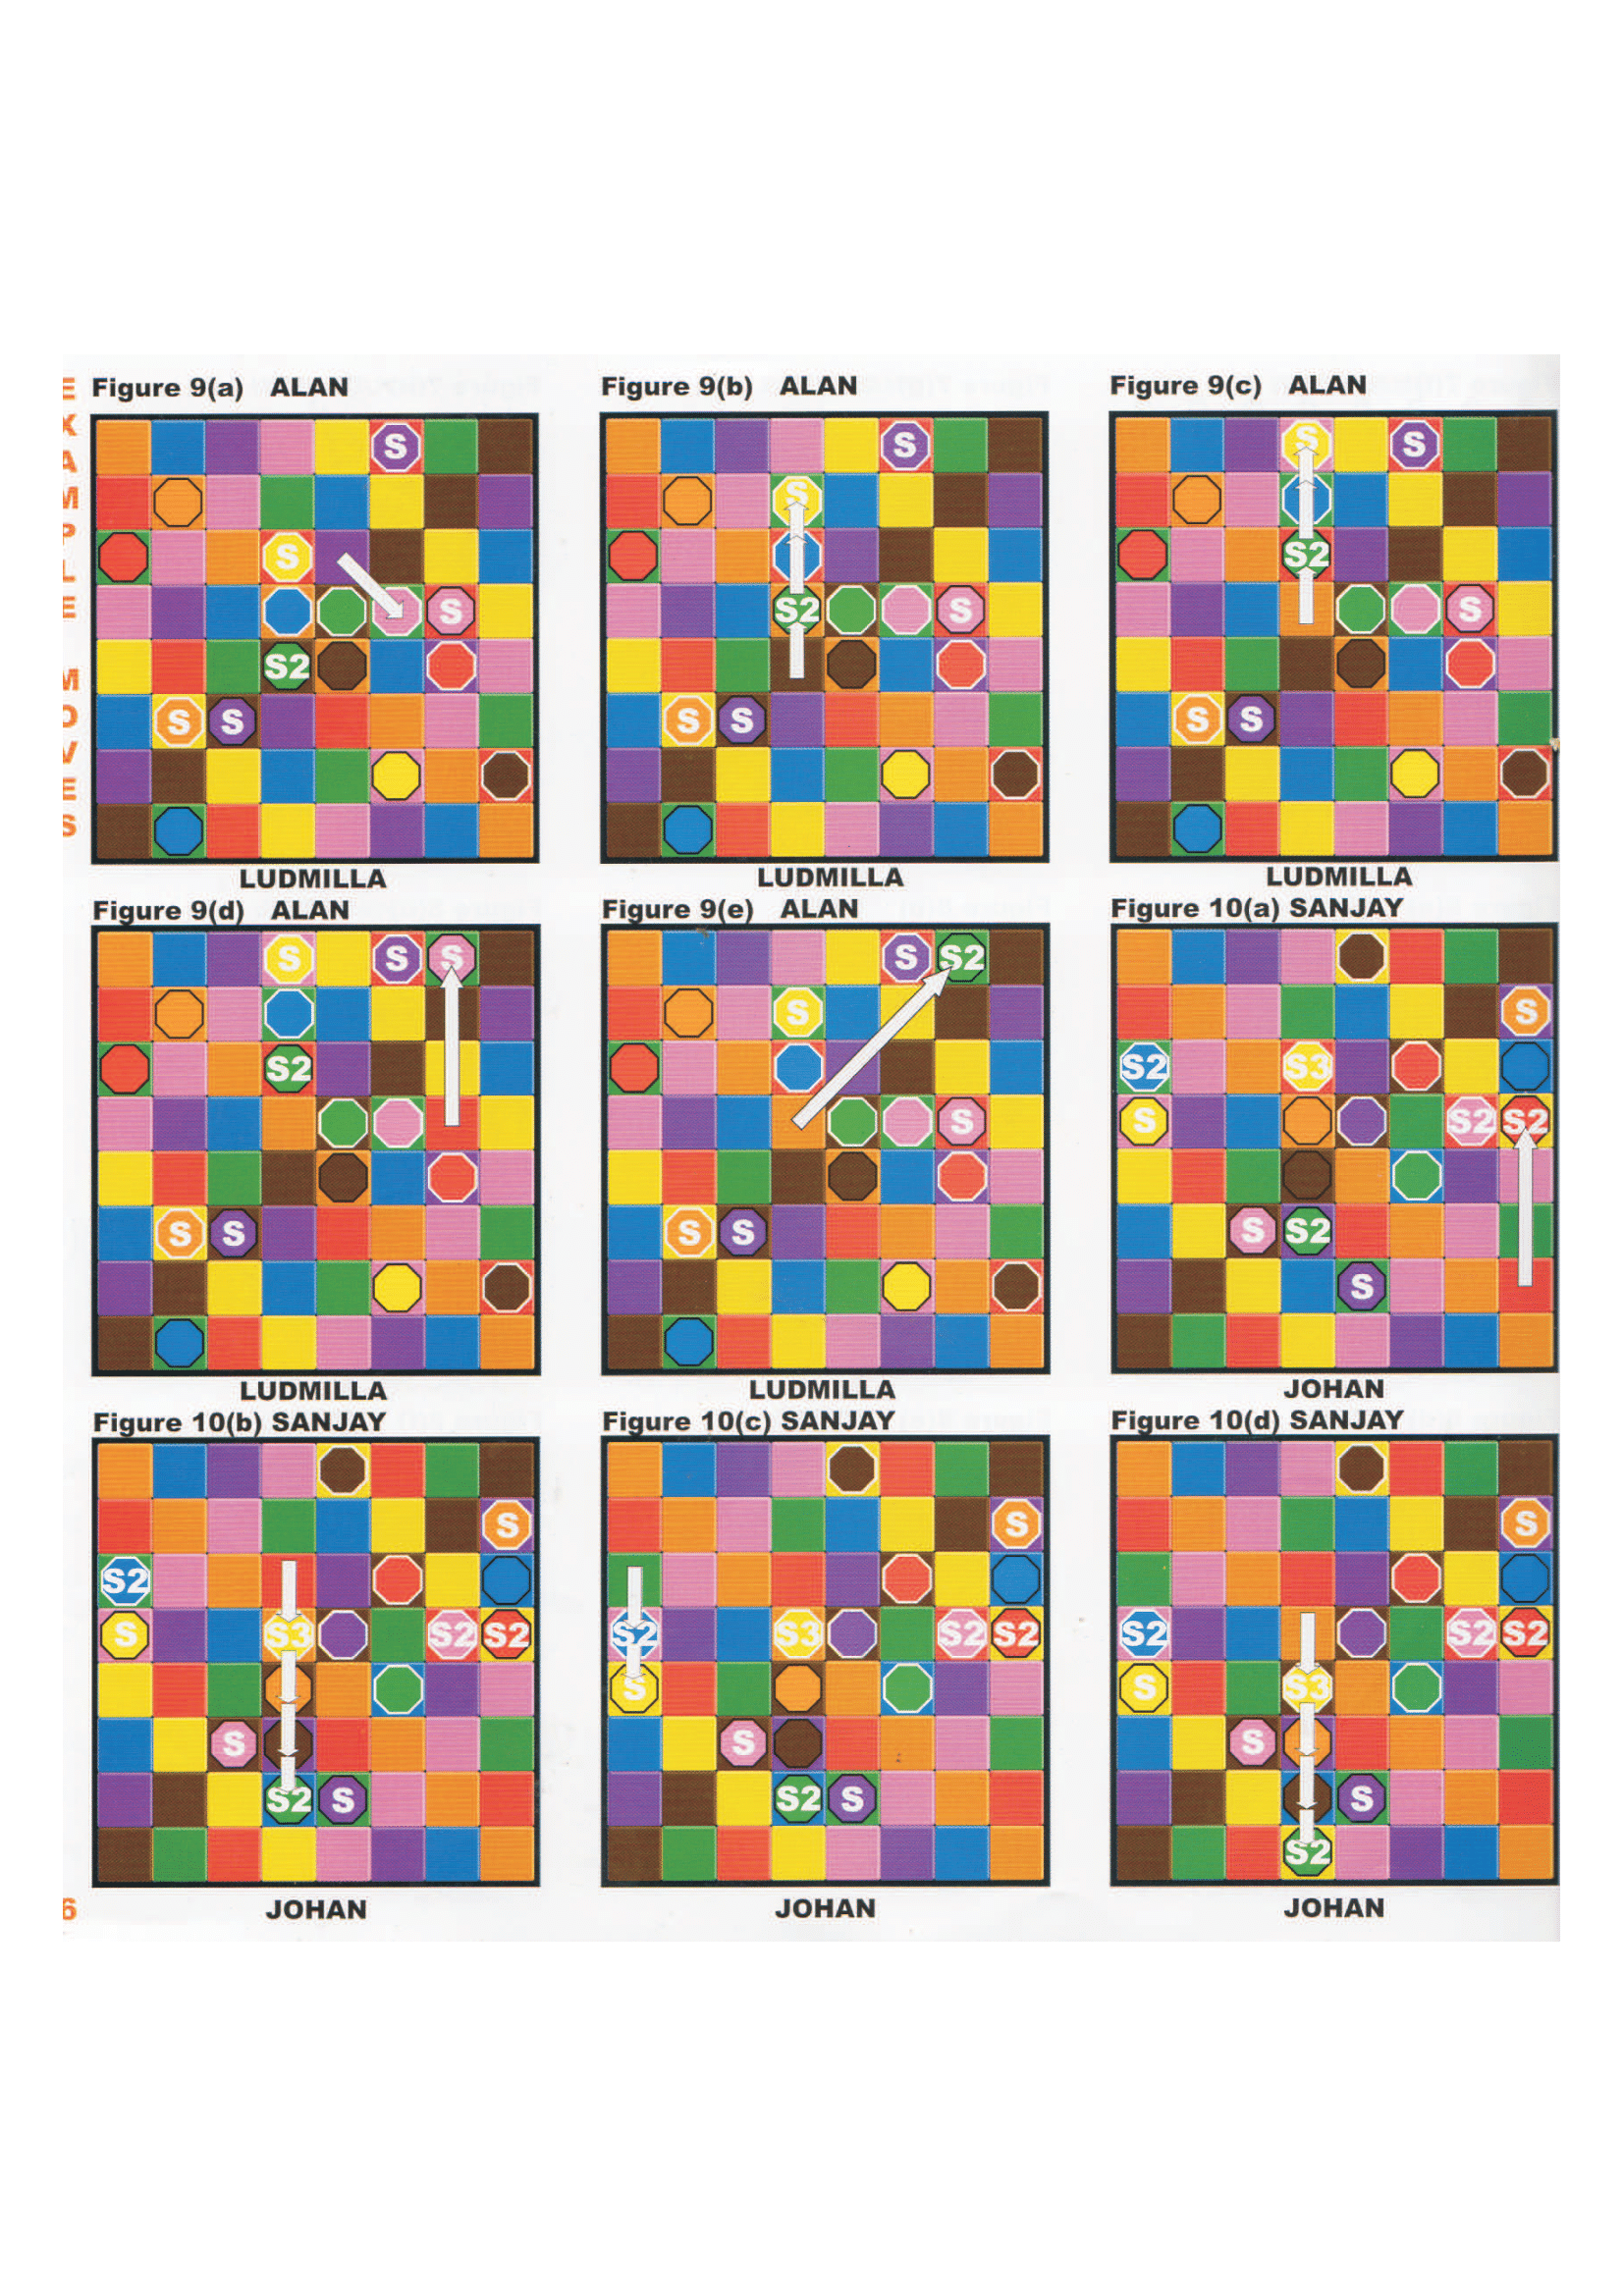 EXAMPLE MOVES
Figure 9(a) ALAN
S
S
S
S2
S S
LUDMILLA
Figure 9(b) ALAN
S
S
S2 S
S S
LUDMILLA
Figure 9(c) ALAN
S S
S2
S
S S
LUDMILLA
Figure 9(d) ALAN
S S S
S2
S S
LUDMILLA
Figure 9(e) ALAN
S S2
S
S
S S
LUDMILLA
Figure 10(a) SANJAY
S
S2 S3
S S2 S2
S S2
S
JOHAN
Figure 10(b) SANJAY
S
S2
S S3 S2 S2
S
S2 S
JOHAN
Figure 10(c) SANJAY
S
S2 S3 S2 S2
S
S
S2 S
JOHAN
Figure 10(d) SANJAY
S
S2 S2 S2
S S3
S
S
S2
JOHAN
6